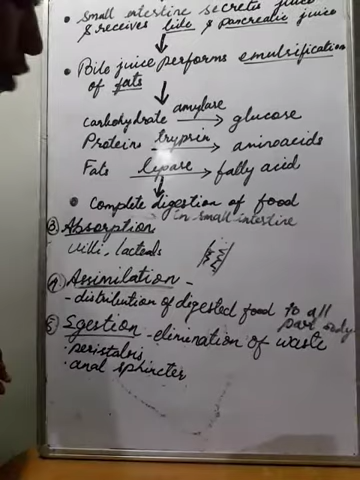 • Small intestine secretes juice
& receives bile & pancreatic juice
• Bile juice performs emulsification
of fats
Carbohydrate amylase → glucose
Proteins trypsin → aminoacids
Fats lepase → fatty acid
• Complete digestion of food
→ in small intestine
③ Absorption
Villi, lacteals
④ Assimilation -
- distribution of digested food to all
part body
⑤ Egestion - elimination of waste
· peristalsis
· anal sphincter